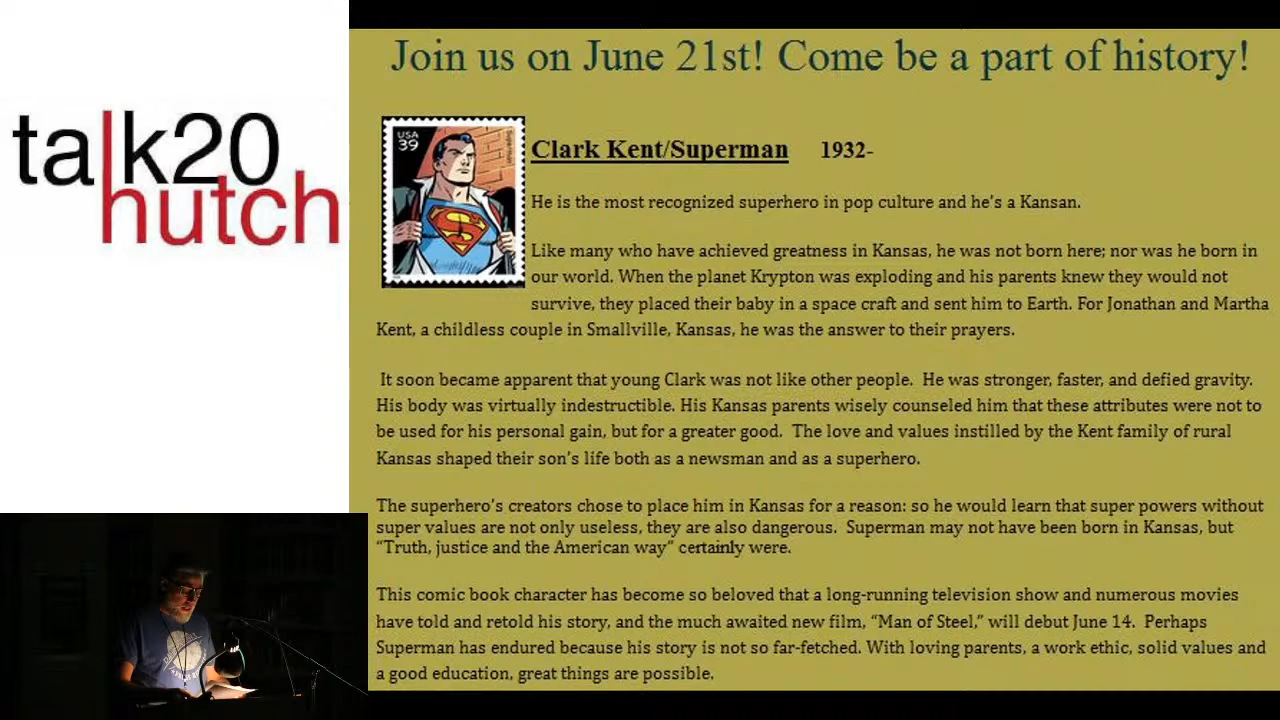 talk20
hutch
Join us on June 21st! Come be a part of history!
USA
39
Superman
Clark Kent/Superman 1932-
He is the most recognized superhero in pop culture and he's a Kansan.
Like many who have achieved greatness in Kansas, he was not born here; nor was he born in
our world. When the planet Krypton was exploding and his parents knew they would not
survive, they placed their baby in a space craft and sent him to Earth. For Jonathan and Martha
Kent, a childless couple in Smallville, Kansas, he was the answer to their prayers.
It soon became apparent that young Clark was not like other people. He was stronger, faster, and defied gravity.
His body was virtually indestructible. His Kansas parents wisely counseled him that these attributes were not to
be used for his personal gain, but for a greater good. The love and values instilled by the Kent family of rural
Kansas shaped their son's life both as a newsman and as a superhero.
The superhero's creators chose to place him in Kansas for a reason: so he would learn that super powers without
super values are not only useless, they are also dangerous. Superman may not have been born in Kansas, but
“Truth, justice and the American way” certainly were.
This comic book character has become so beloved that a long-running television show and numerous movies
have told and retold his story, and the much awaited new film, “Man of Steel,” will debut June 14. Perhaps
Superman has endured because his story is not so far-fetched. With loving parents, a work ethic, solid values and
a good education, great things are possible.